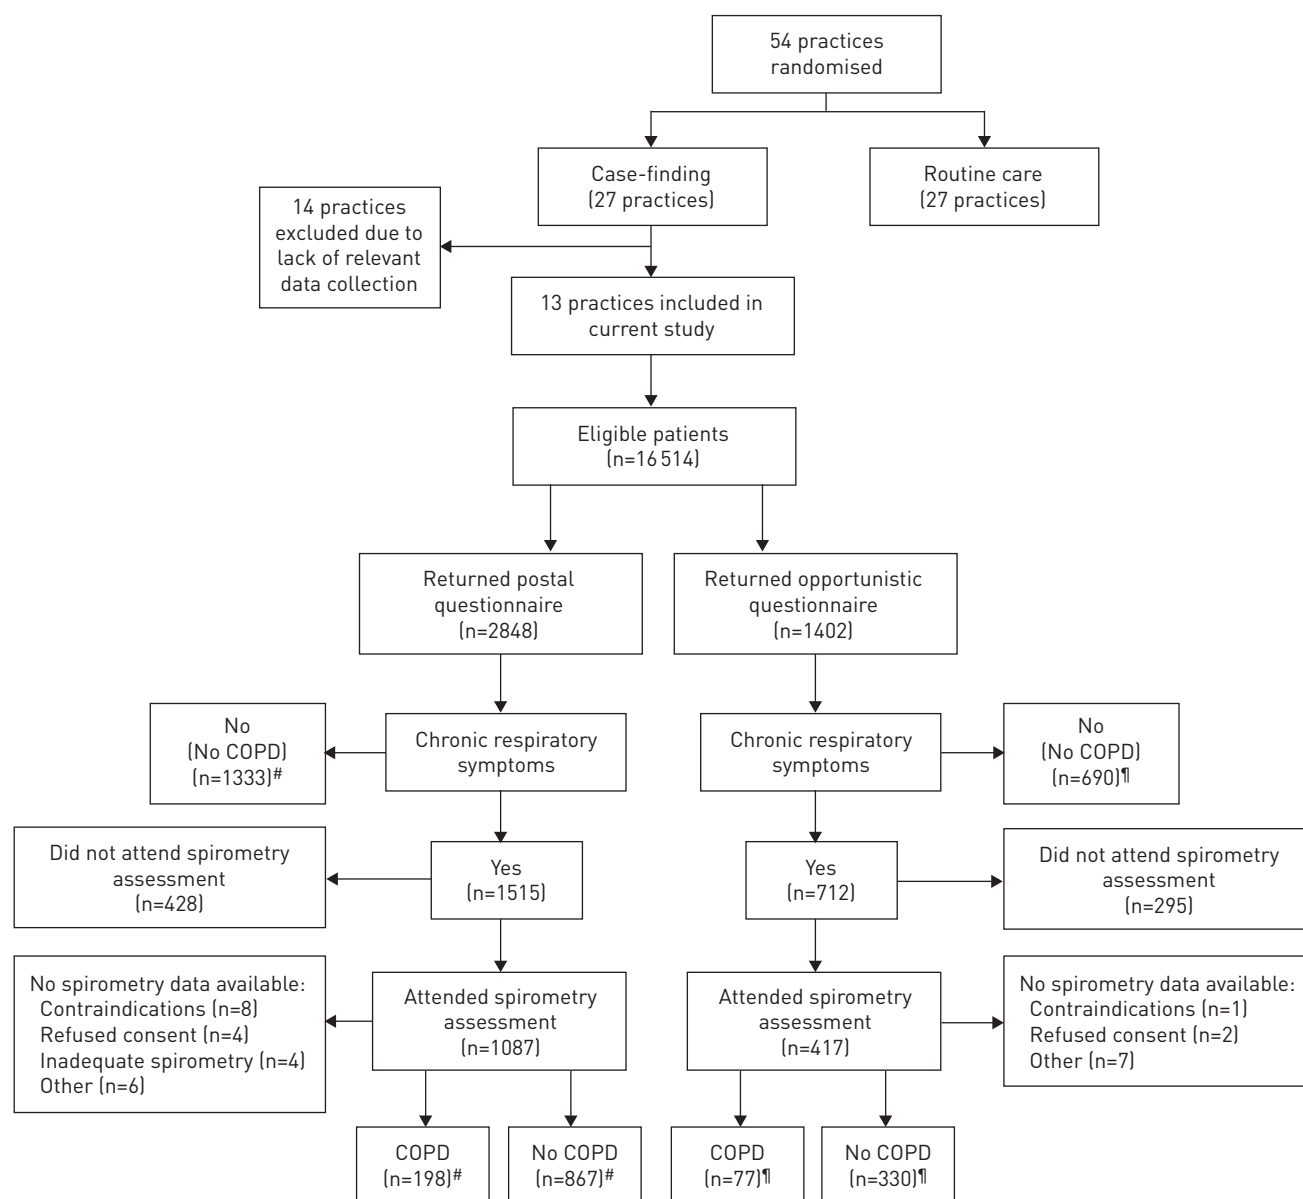 54 practices
randomised
Case-finding
(27 practices)
Routine care
(27 practices)
14 practices
excluded due to
lack of relevant
data collection
13 practices included in
current study
Eligible patients
(n=16 514)
Returned postal
questionnaire
(n=2848)
Returned opportunistic
questionnaire
(n=1402)
No
(No COPD)
(n=1333)#
Chronic respiratory
symptoms
Chronic respiratory
symptoms
No
(No COPD)
(n=690)¶
Did not attend spirometry
assessment
(n=428)
Yes
(n=1515)
Yes
(n=712)
Did not attend spirometry
assessment
(n=295)
No spirometry data available:
Contraindications (n=8)
Refused consent (n=4)
Inadequate spirometry (n=4)
Other (n=6)
Attended spirometry
assessment
(n=1087)
Attended spirometry
assessment
(n=417)
No spirometry data available:
Contraindications (n=1)
Refused consent (n=2)
Other (n=7)
COPD
(n=198)#
No COPD
(n=867)#
COPD
(n=77)¶
No COPD
(n=330)¶